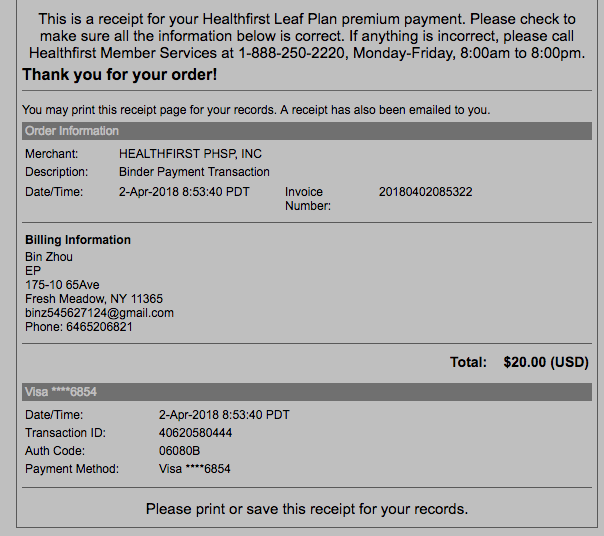 This is a receipt for your Healthfirst Leaf Plan premium payment. Please check to
make sure all the information below is correct. If anything is incorrect, please call
Healthfirst Member Services at 1-888-250-2220, Monday-Friday, 8:00am to 8:00pm.
Thank you for your order!
You may print this receipt page for your records. A receipt has also been emailed to you.
Order Information
Merchant: HEALTHFIRST PHSP, INC
Description: Binder Payment Transaction
Date/Time: 2-Apr-2018 8:53:40 PDT Invoice Number: 20180402085322
Billing Information
Bin Zhou
EP
175-10 65Ave
Fresh Meadow, NY 11365
binz545627124@gmail.com
Phone: 6465206821
Total: $20.00 (USD)
Visa ****6854
Date/Time: 2-Apr-2018 8:53:40 PDT
Transaction ID: 40620580444
Auth Code: 06080B
Payment Method: Visa ****6854
Please print or save this receipt for your records.